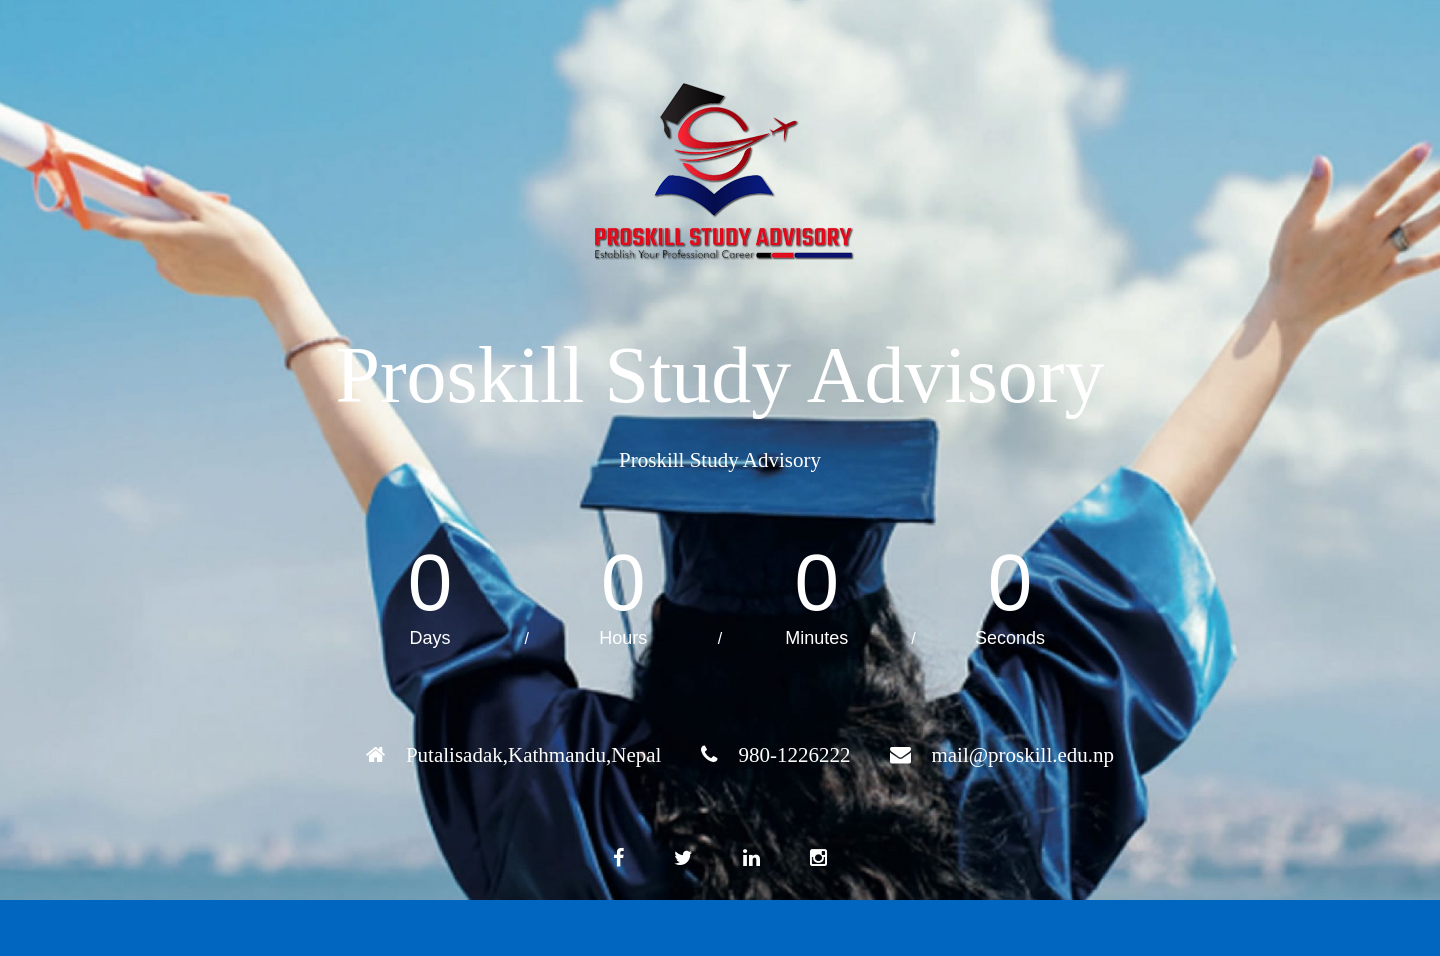 PROSKILL STUDY ADVISORY
Establish Your Professional Career
Proskill Study Advisory
Proskill Study Advisory
0 0 0 0
Days / Hours / Minutes / Seconds
Putalisadak,Kathmandu,Nepal 980-1226222 mail@proskill.edu.np